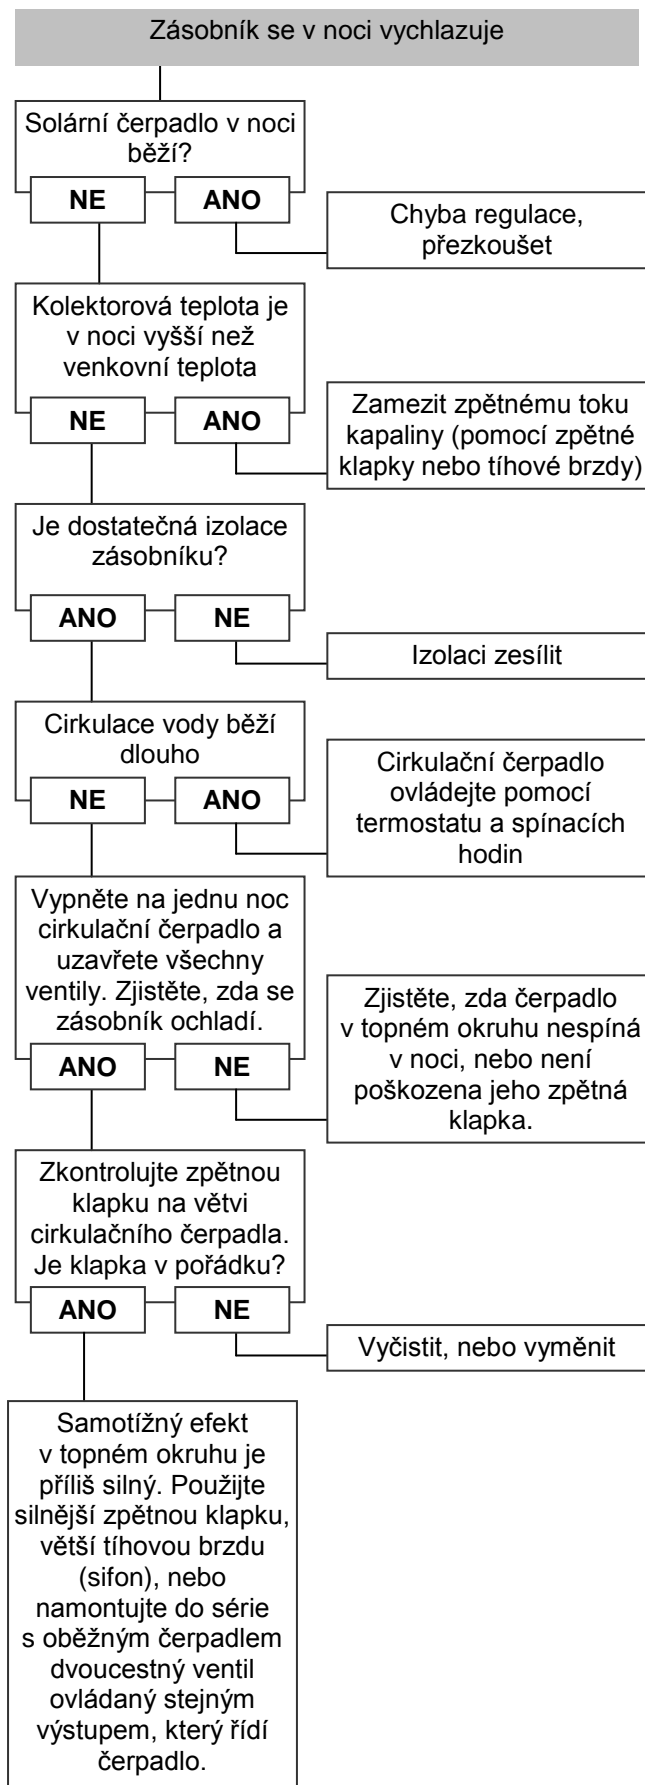 Zásobník se v noci vychlazuje
Solární čerpadlo v noci
běží?
NE
ANO
Chyba regulace,
přezkoušet
Kolektorová teplota je
v noci vyšší než
venkovní teplota
NE
ANO
Zamezit zpětnému toku
kapaliny (pomocí zpětné
klapky nebo tíhové brzdy)
Je dostatečná izolace
zásobníku?
ANO
NE
Izolaci zesílit
Cirkulace vody běží
dlouho
NE
ANO
Cirkulační čerpadlo
ovládejte pomocí
termostatu a spínacích
hodin
Vypněte na jednu noc
cirkulační čerpadlo a
uzavřete všechny
ventily. Zjistěte, zda se
zásobník ochladí.
ANO
NE
Zjistěte, zda čerpadlo
v topném okruhu nespíná
v noci, nebo není
poškozena jeho zpětná
klapka.
Zkontrolujte zpětnou
klapku na větvi
cirkulačního čerpadla.
Je klapka v pořádku?
ANO
NE
Vyčistit, nebo vyměnit
Samotížný efekt
v topném okruhu je
příliš silný. Použijte
silnější zpětnou klapku,
větší tíhovou brzdu
(sifon), nebo
namontujte do série
s oběžným čerpadlem
dvoucestný ventil
ovládaný stejným
výstupem, který řídí
čerpadlo.